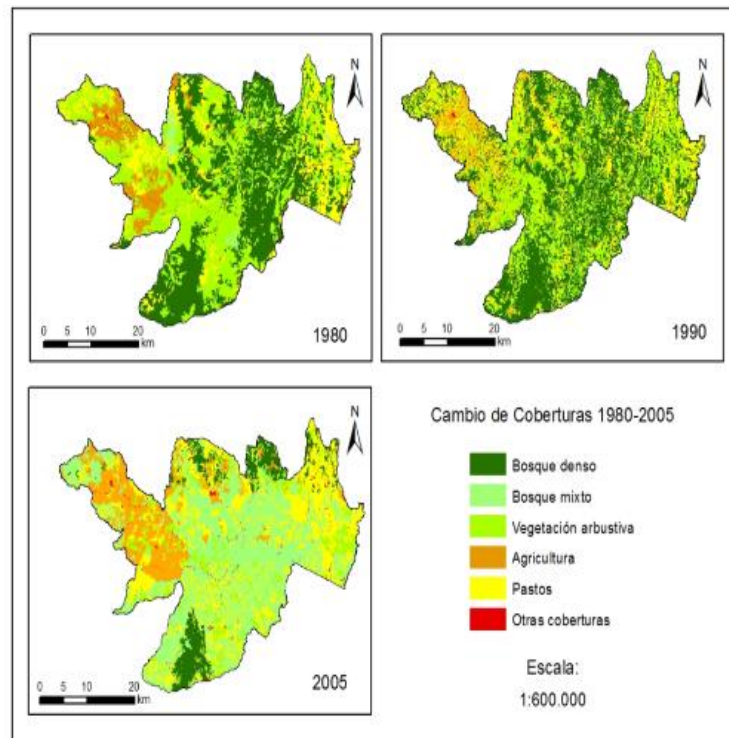 N
0 5 10 20
km
1980
N
0 5 10 20
km
1990
N
0 5 10 20
km
2005
Cambio de Coberturas 1980-2005
Bosque denso
Bosque mixto
Vegetación arbustiva
Agricultura
Pastos
Otras coberturas
Escala:
1:600.000